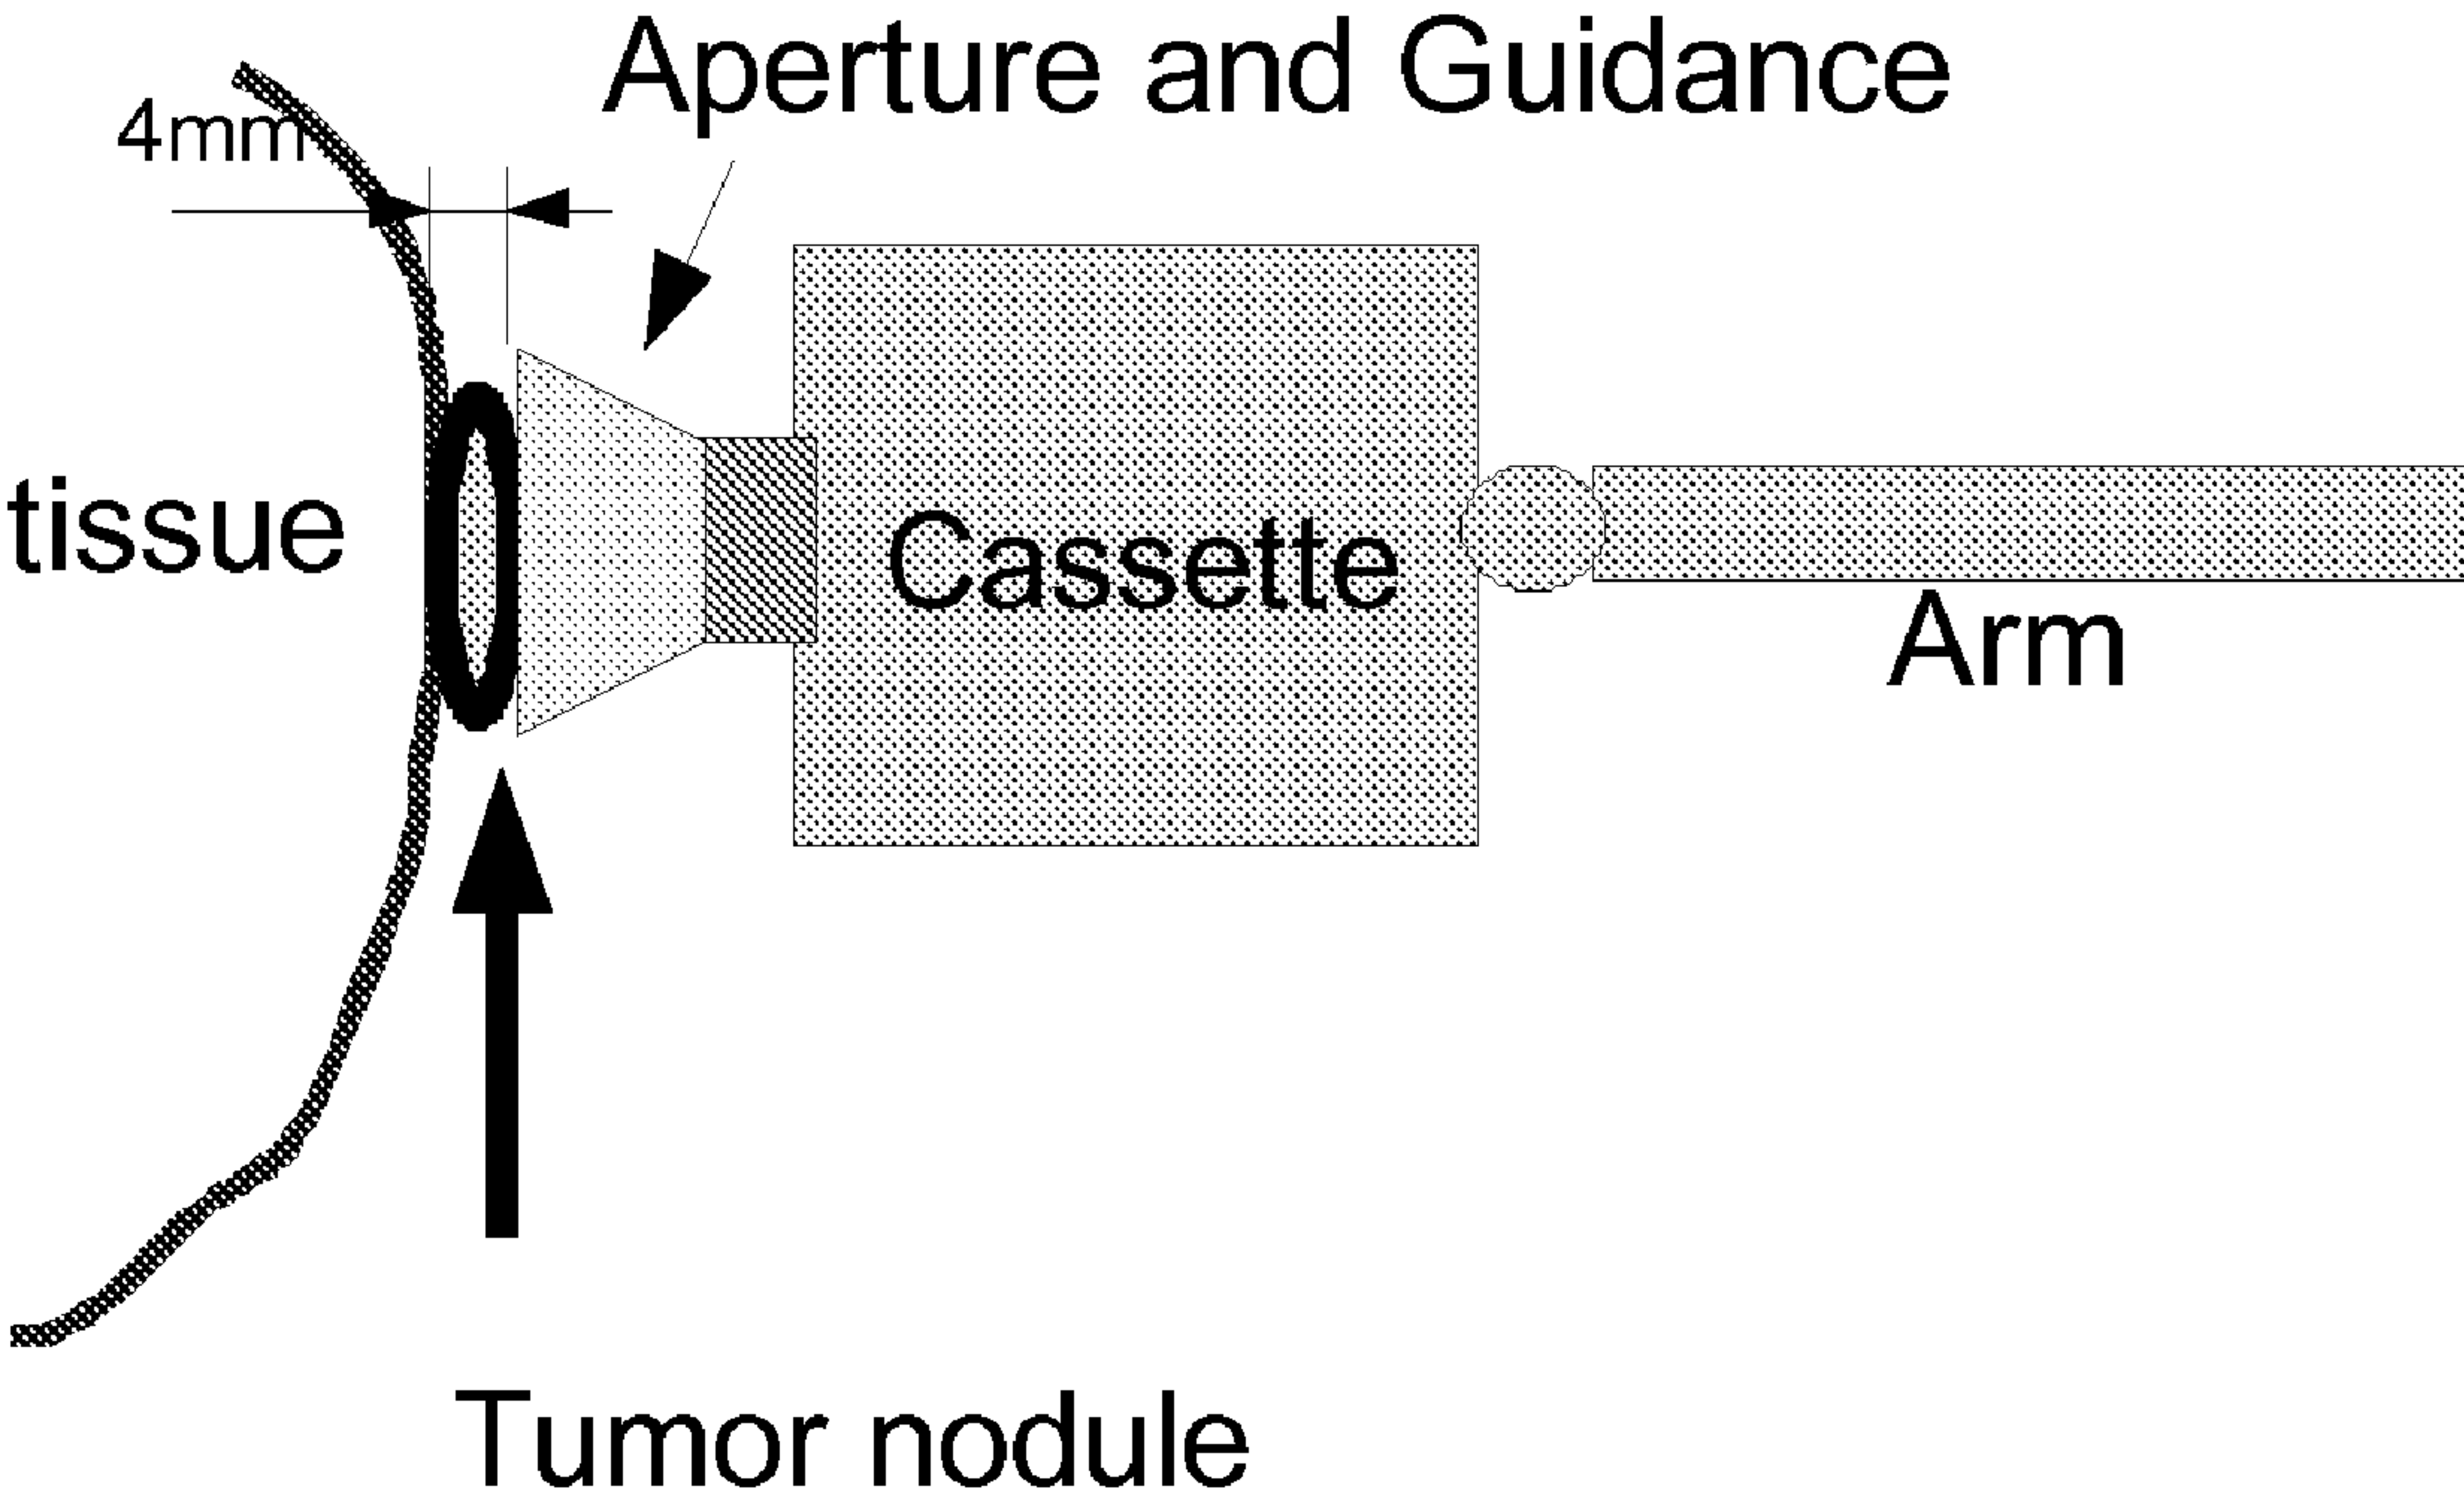 Aperture and Guidance
4mm
tissue
Cassette
Arm
Tumor nodule